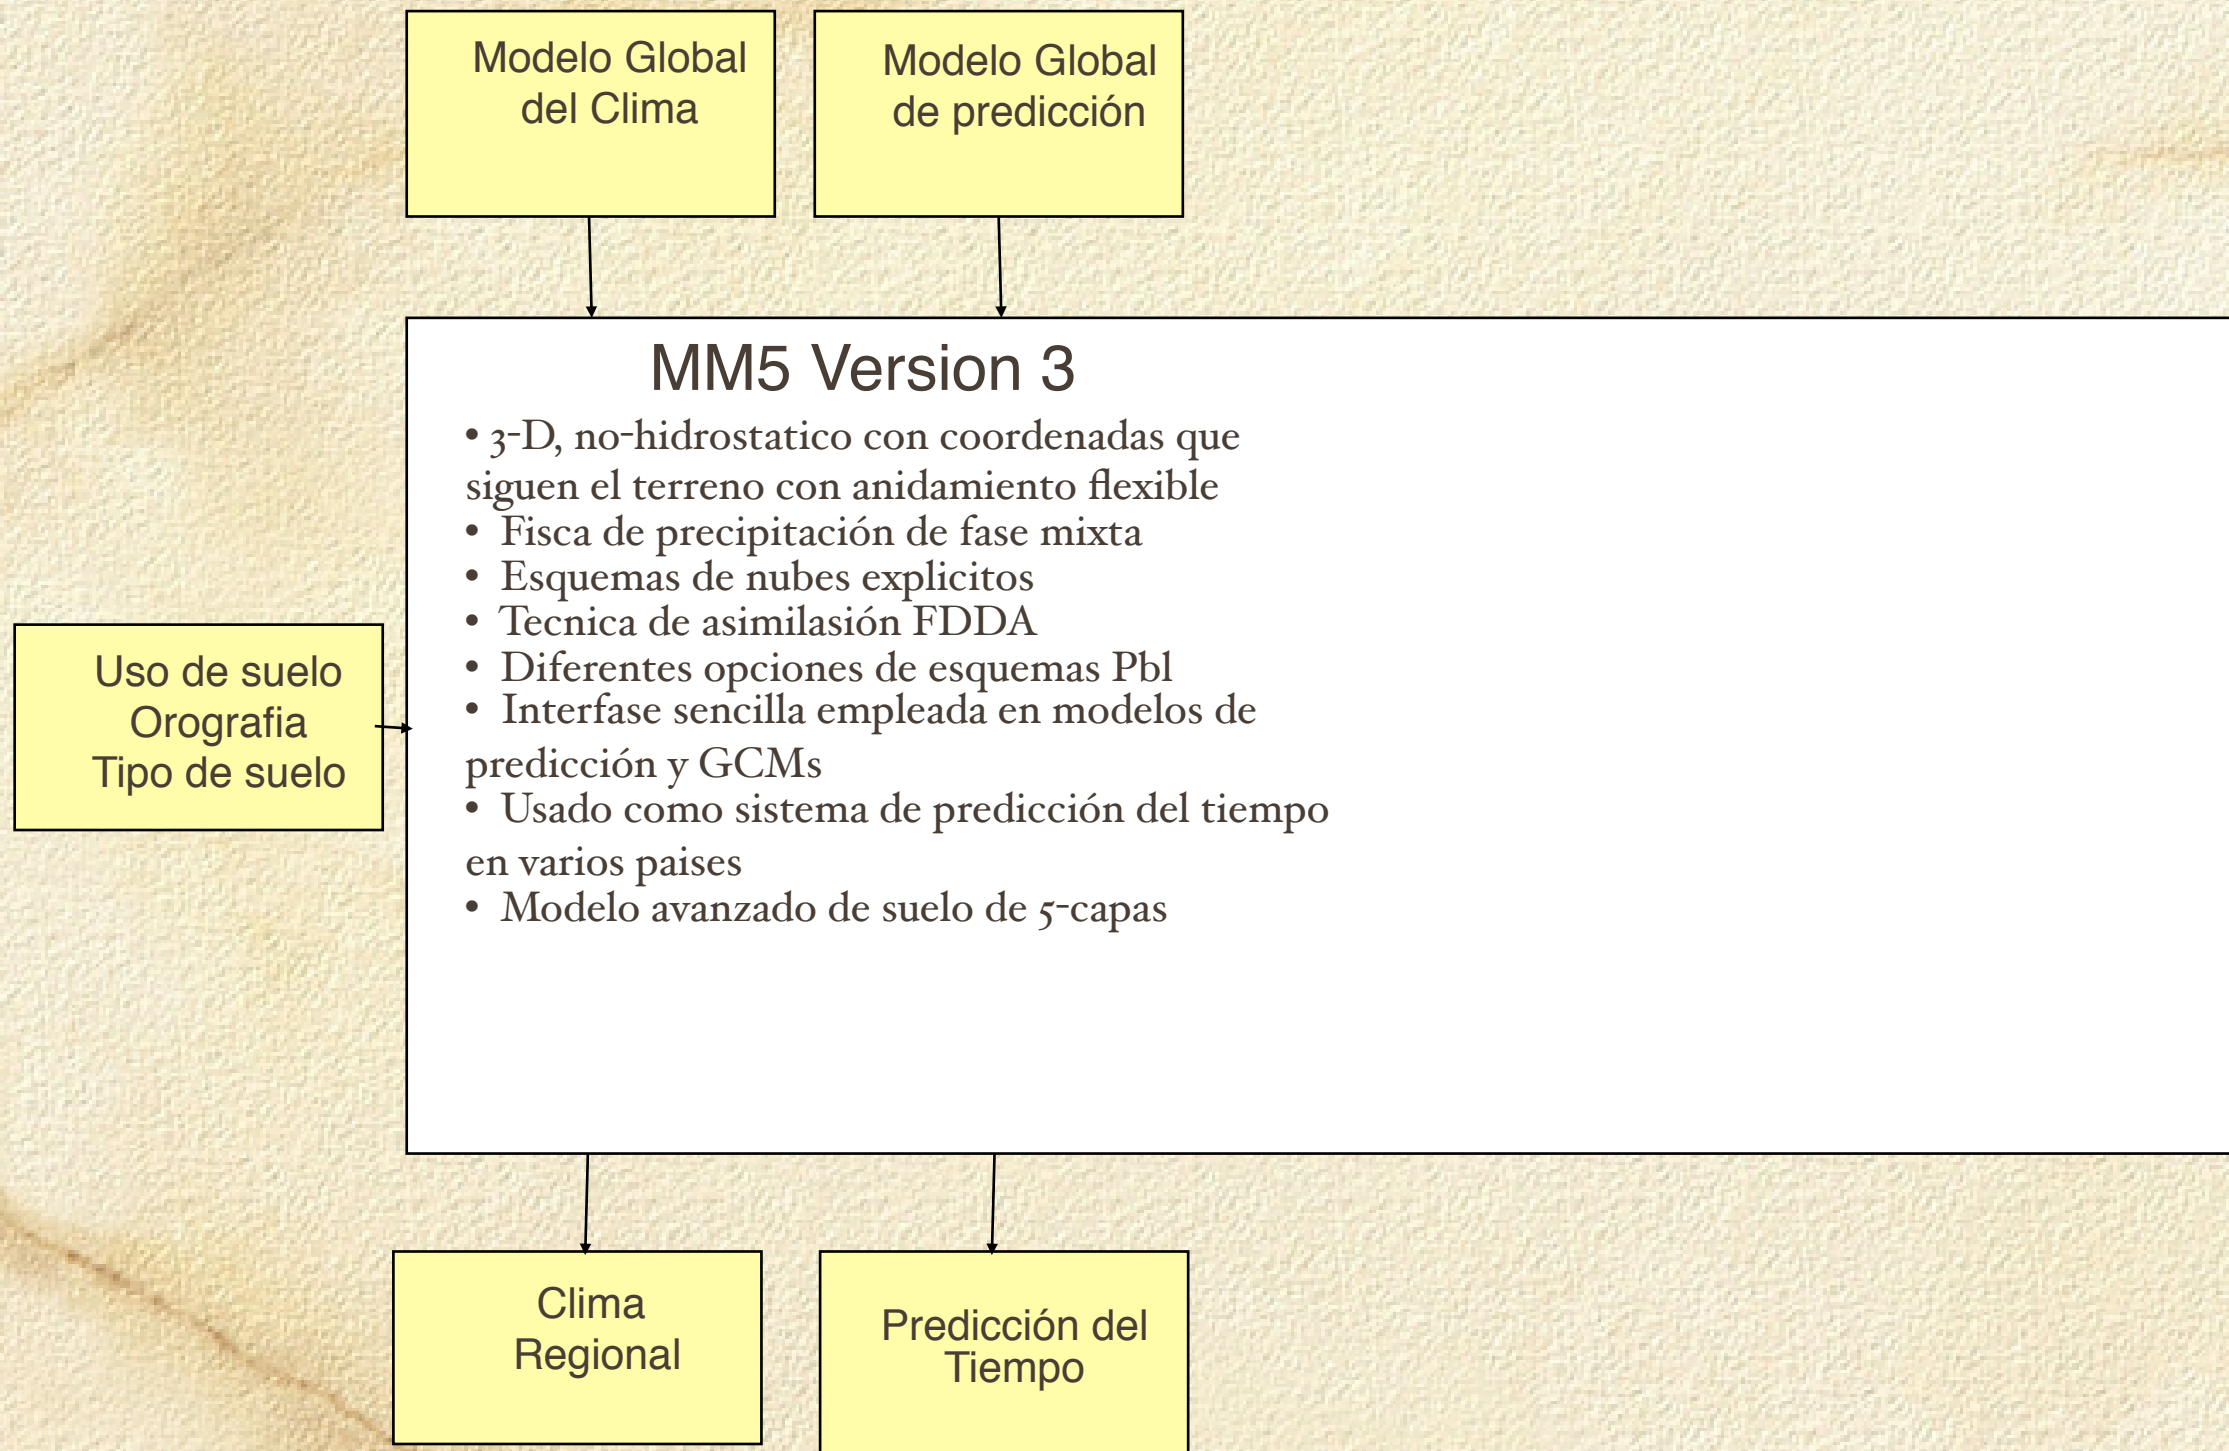 Modelo Global
del Clima
Modelo Global
de predicción
MM5 Version 3
• 3-D, no-hidrostatico con coordenadas que
siguen el terreno con anidamiento flexible
• Fisca de precipitación de fase mixta
• Esquemas de nubes explicitos
• Tecnica de asimilasión FDDA
• Diferentes opciones de esquemas Pbl
• Interfase sencilla empleada en modelos de
predicción y GCMs
• Usado como sistema de predicción del tiempo
en varios paises
• Modelo avanzado de suelo de 5-capas
Uso de suelo
Orografia
Tipo de suelo
Clima
Regional
Predicción del
Tiempo